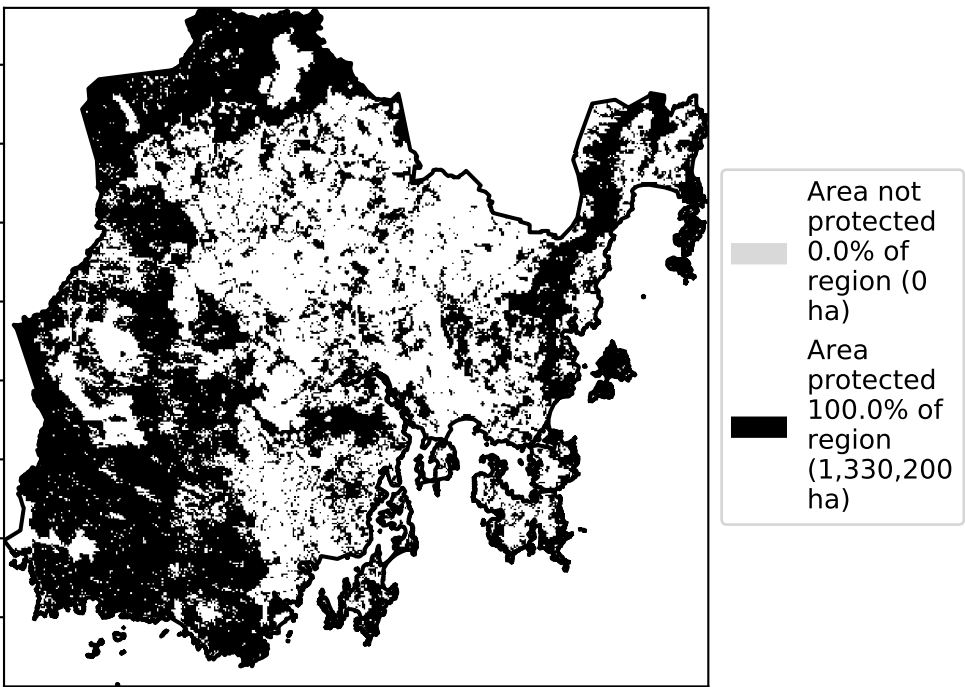 Area not
protected
0.0% of
region (0
ha)
Area
protected
100.0% of
region
(1,330,200
ha)